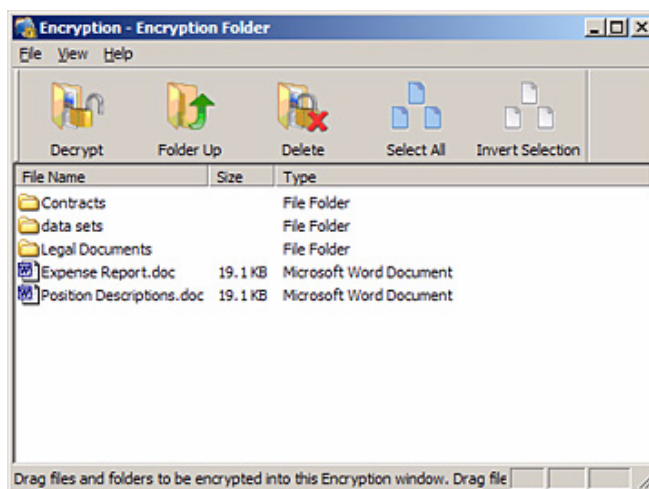 Encryption - Encryption Folder
File View Help
Decrypt Folder Up Delete Select All Invert Selection
File Name Size Type
Contracts File Folder
data sets File Folder
Legal Documents File Folder
Expense Report.doc 19.1 KB Microsoft Word Document
Position Descriptions.doc 19.1 KB Microsoft Word Document
Drag files and folders to be encrypted into this Encryption window. Drag file